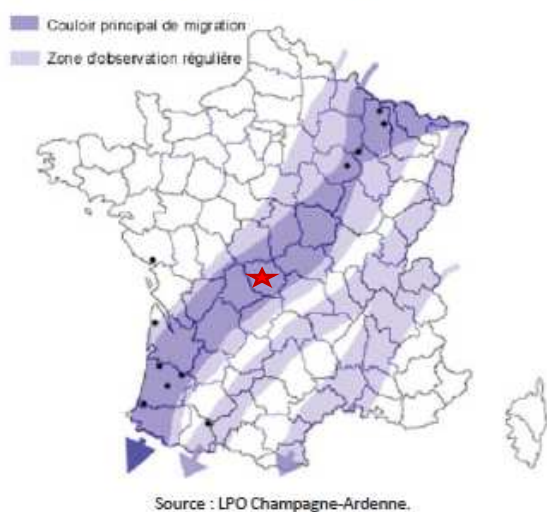 Couloir principal de migration
Zone d'observation régulière
Source : LPO Champagne-Ardenne.